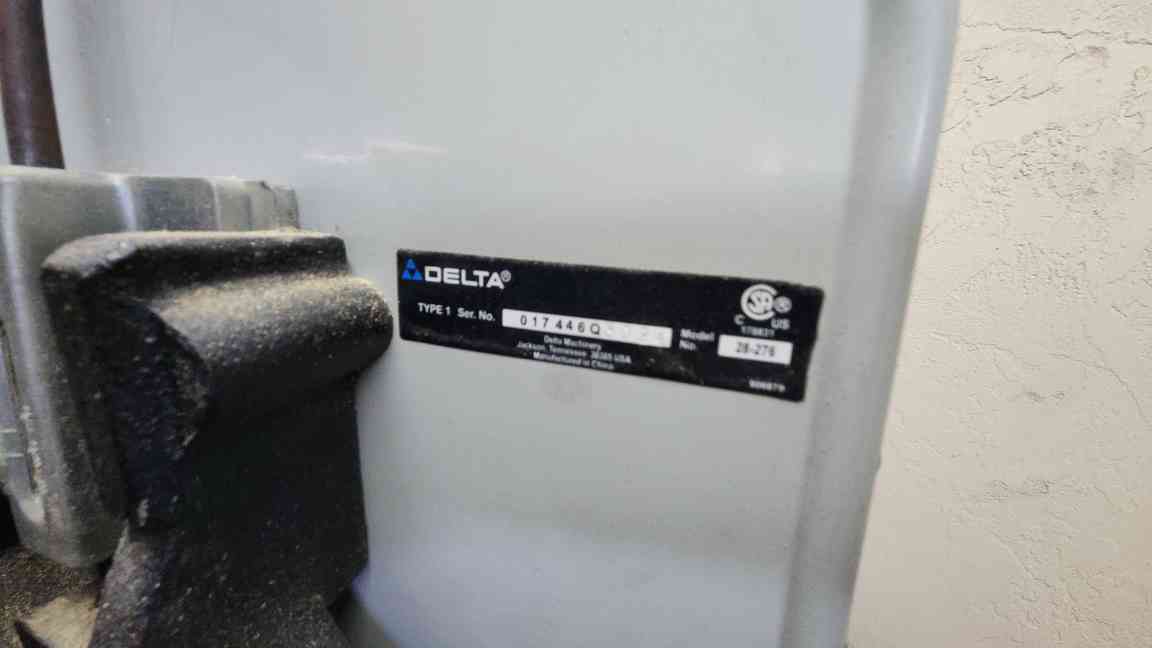 DELTA®
TYPE 1 Ser. No. 017446Q
Model No. 28-276
Delta Machinery
Jackson, Tennessee 38305 USA
Manufactured in China
C US